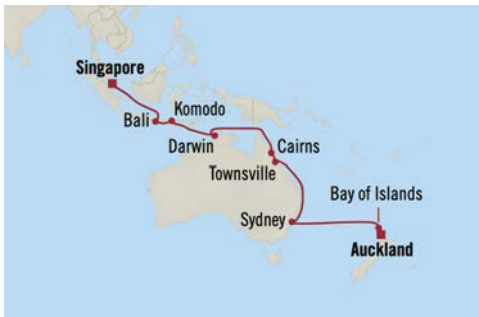 Singapore
Komodo
Bali
Darwin
Cairns
Townsville
Bay of Islands
Sydney
Auckland